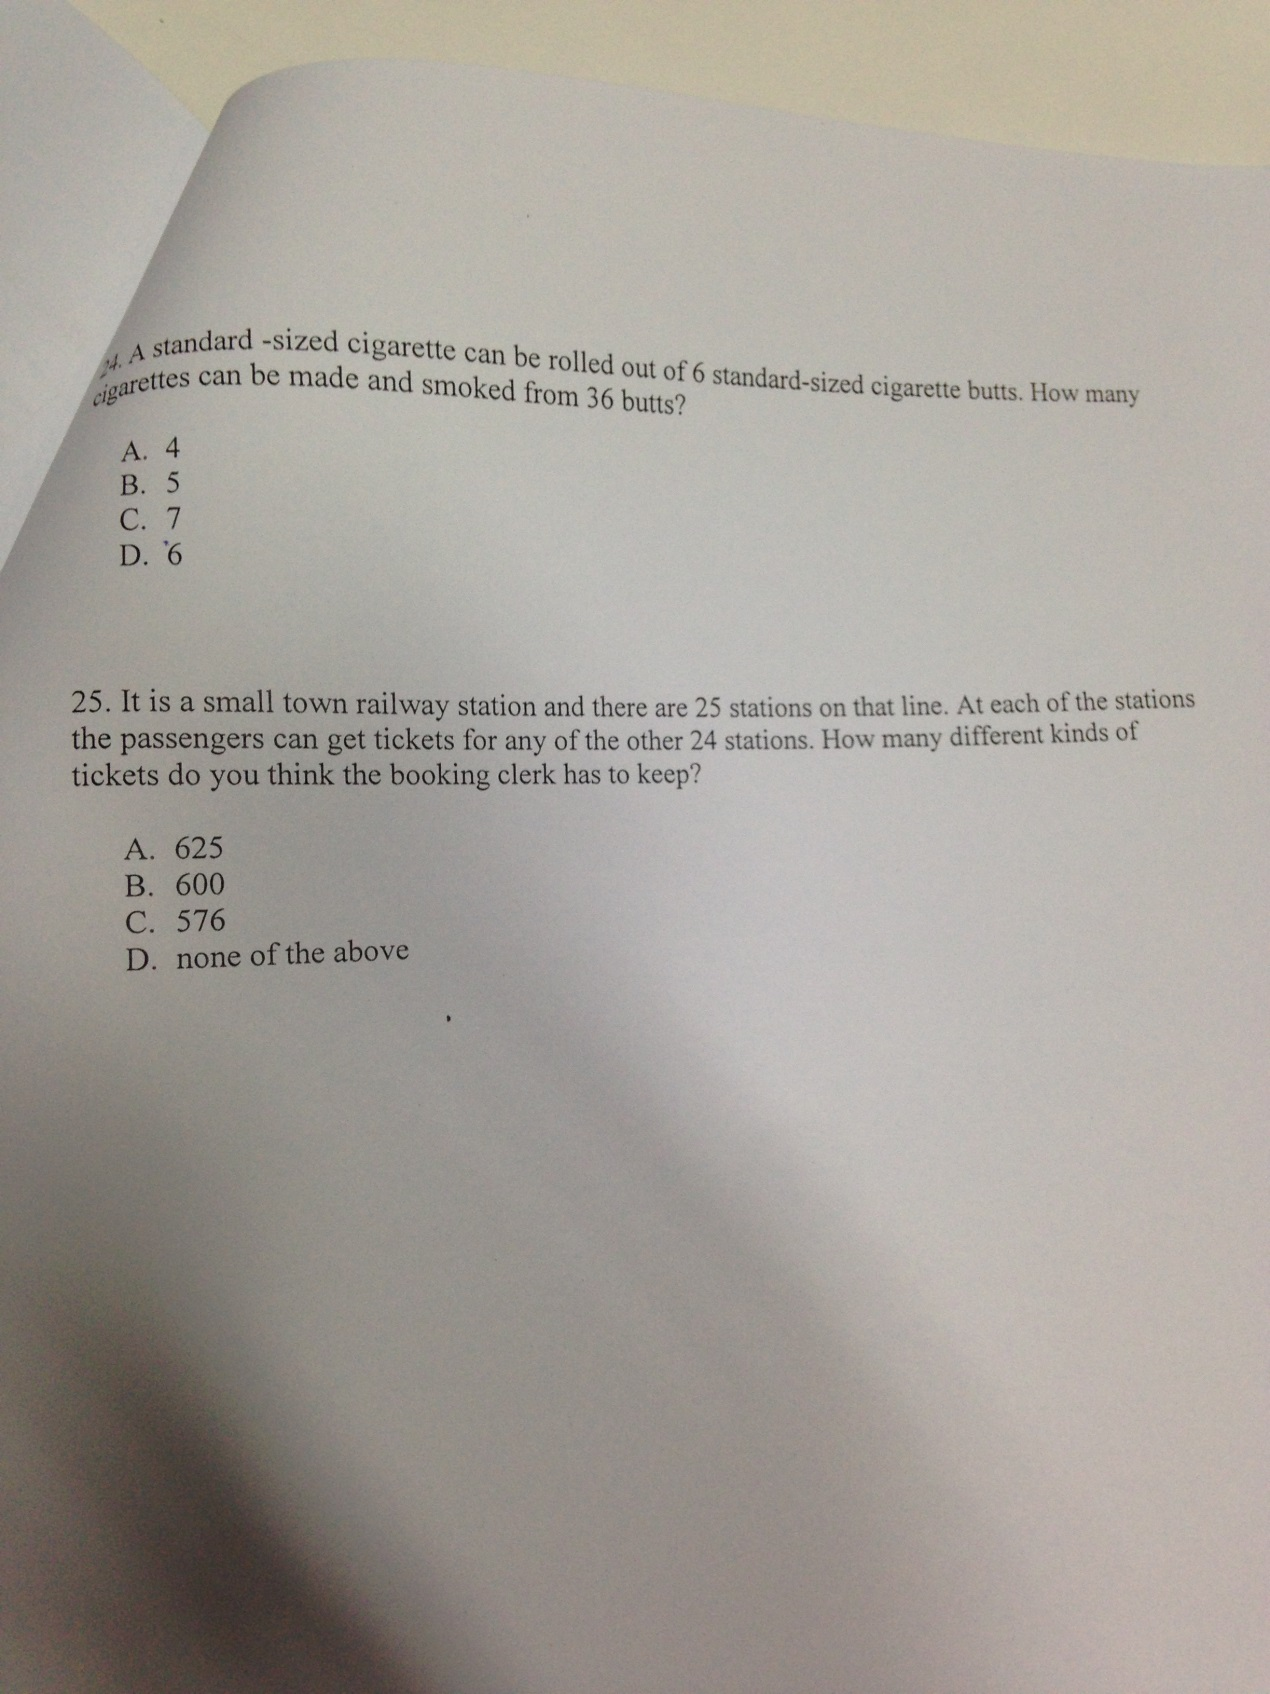 24. A standard -sized cigarette can be rolled out of 6 standard-sized cigarette butts. How many
cigarettes can be made and smoked from 36 butts?
A. 4
B. 5
C. 7
D. 6
25. It is a small town railway station and there are 25 stations on that line. At each of the stations
the passengers can get tickets for any of the other 24 stations. How many different kinds of
tickets do you think the booking clerk has to keep?
A. 625
B. 600
C. 576
D. none of the above